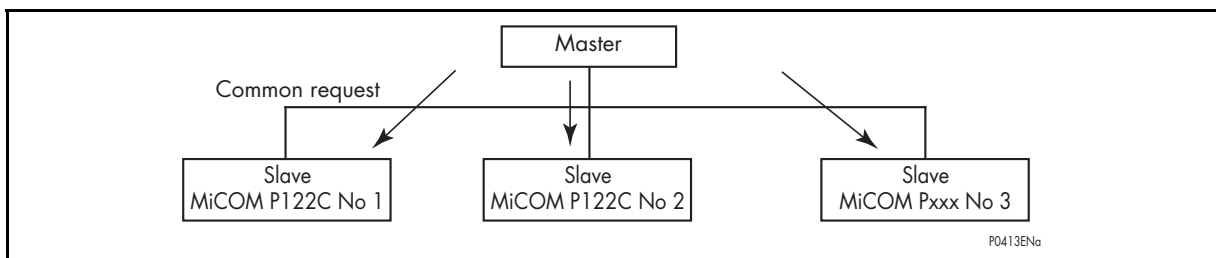 Master
Common request
Slave
MiCOM P122C No 1
Slave
MiCOM P122C No 2
Slave
MiCOM Pxxx No 3
P0413ENa